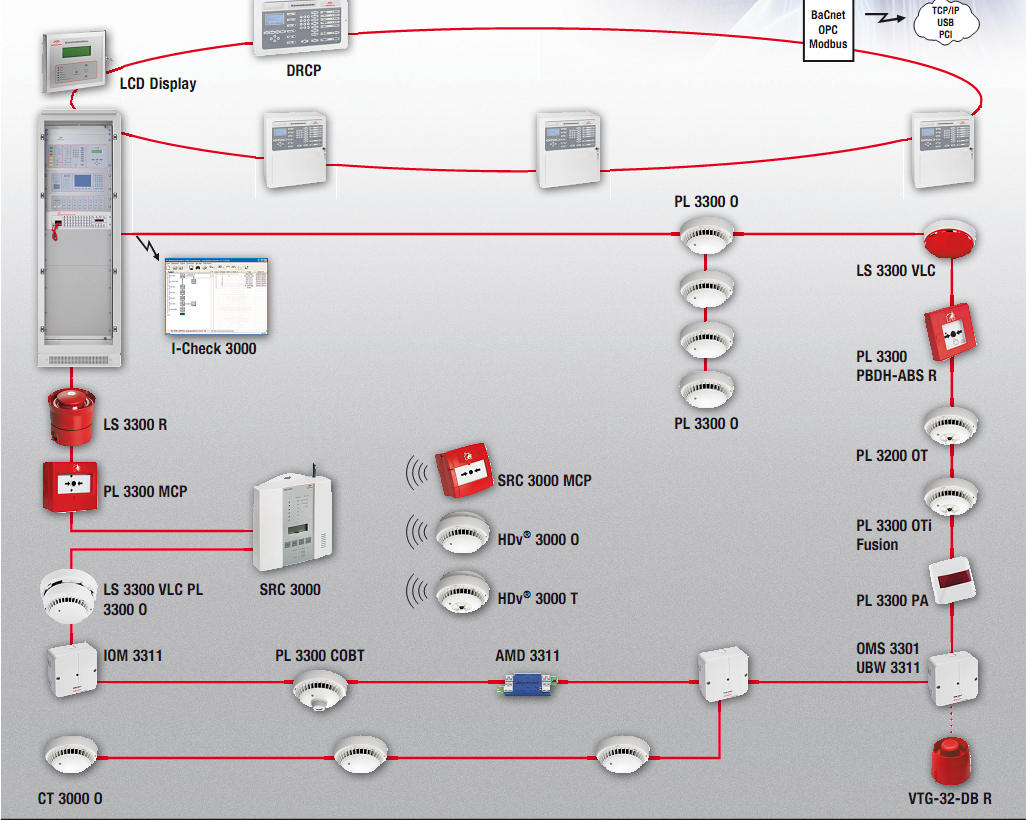 BaCnet
OPC
Modbus
TCP/IP
USB
PCI
LCD Display
DRCP
PL 3300 O
LS 3300 VLC
I-Check 3000
PL 3300
PBDH-ABS R
LS 3300 R
PL 3300 O
PL 3200 OT
PL 3300 MCP
SRC 3000 MCP
PL 3300 OTi
Fusion
HDv® 3000 O
SRC 3000
LS 3300 VLC PL
3300 O
HDv® 3000 T
PL 3300 PA
IOM 3311
PL 3300 COBT
AMD 3311
OMS 3301
UBW 3311
CT 3000 O
VTG-32-DB R